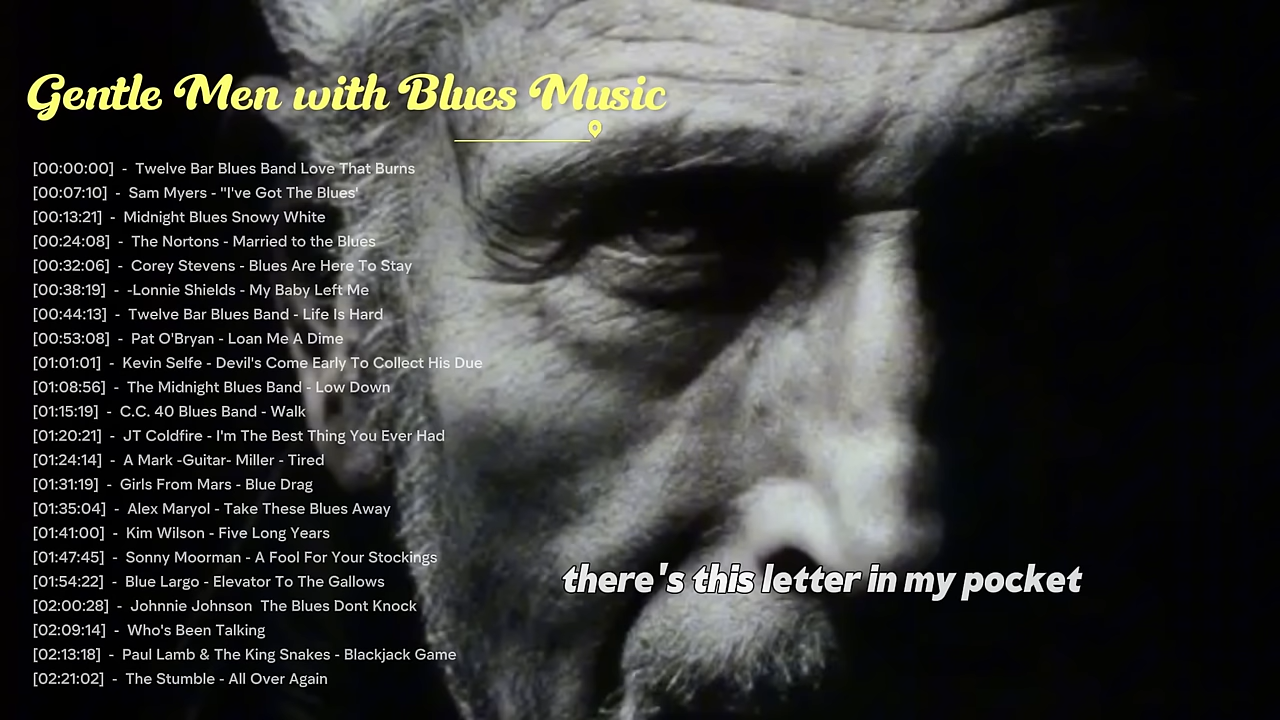 Gentle Men with Blues Music
[00:00:00] - Twelve Bar Blues Band Love That Burns
[00:07:10] - Sam Myers - "I've Got The Blues'
[00:13:21] - Midnight Blues Snowy White
[00:24:08] - The Nortons - Married to the Blues
[00:32:06] - Corey Stevens - Blues Are Here To Stay
[00:38:19] - -Lonnie Shields - My Baby Left Me
[00:44:13] - Twelve Bar Blues Band - Life Is Hard
[00:53:08] - Pat O'Bryan - Loan Me A Dime
[01:01:01] - Kevin Selfe - Devil's Come Early To Collect His Due
[01:08:56] - The Midnight Blues Band - Low Down
[01:15:19] - C.C. 40 Blues Band - Walk
[01:20:21] - JT Coldfire - I'm The Best Thing You Ever Had
[01:24:14] - A Mark -Guitar- Miller - Tired
[01:31:19] - Girls From Mars - Blue Drag
[01:35:04] - Alex Maryol - Take These Blues Away
[01:41:00] - Kim Wilson - Five Long Years
[01:47:45] - Sonny Moorman - A Fool For Your Stockings
[01:54:22] - Blue Largo - Elevator To The Gallows
[02:00:28] - Johnnie Johnson  The Blues Dont Knock
[02:09:14] - Who's Been Talking
[02:13:18] - Paul Lamb & The King Snakes - Blackjack Game
[02:21:02] - The Stumble - All Over Again
there's this letter in my pocket